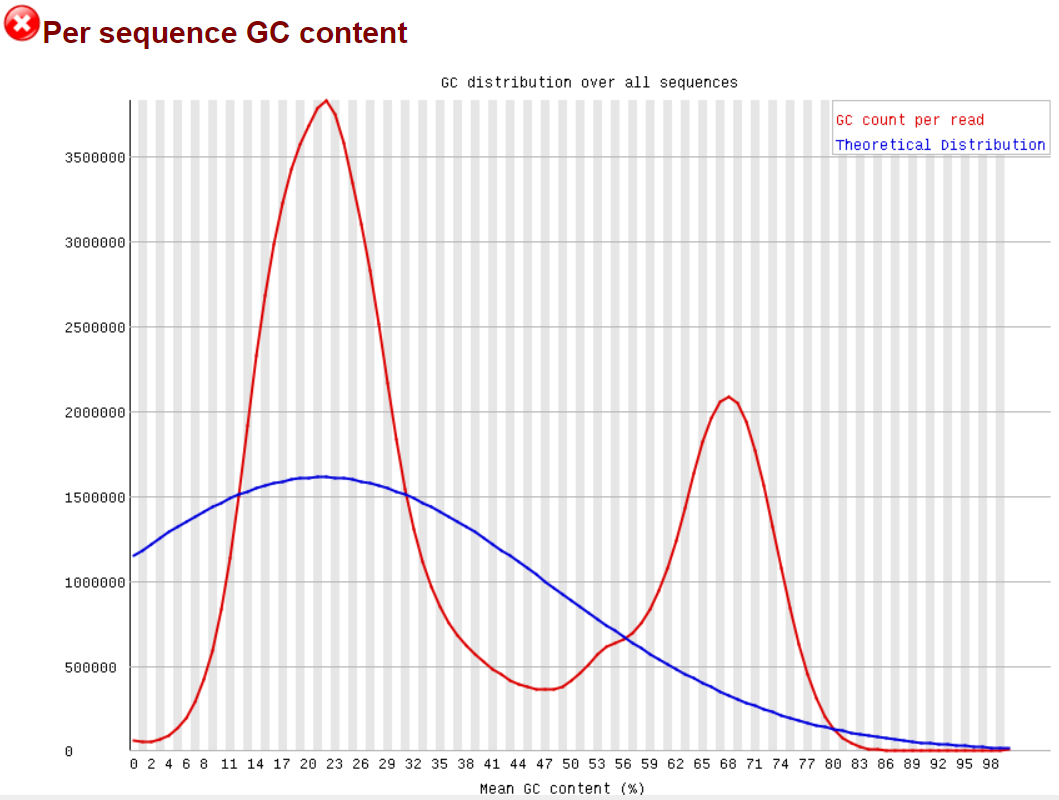 Per sequence GC content
GC distribution over all sequences
GC count per read
Theoretical Distribution
3500000
3000000
2500000
2000000
1500000
1000000
500000
0
0 2 4 6 8 11 14 17 20 23 26 29 32 35 38 41 44 47 50 53 56 59 62 65 68 71 74 77 80 83 86 89 92 95 98
Mean GC content (%)